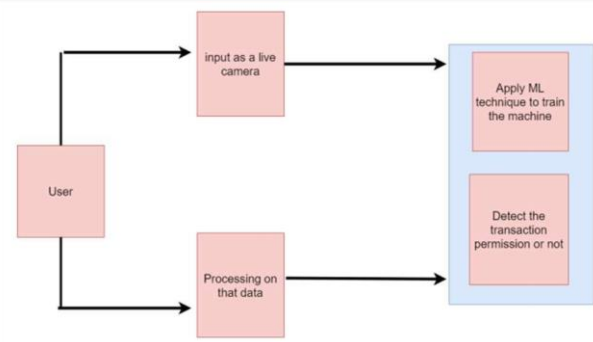 input as a live
camera
Apply ML
technique to train
the machine
User
Detect the
transaction
permission or not
Processing on
that data